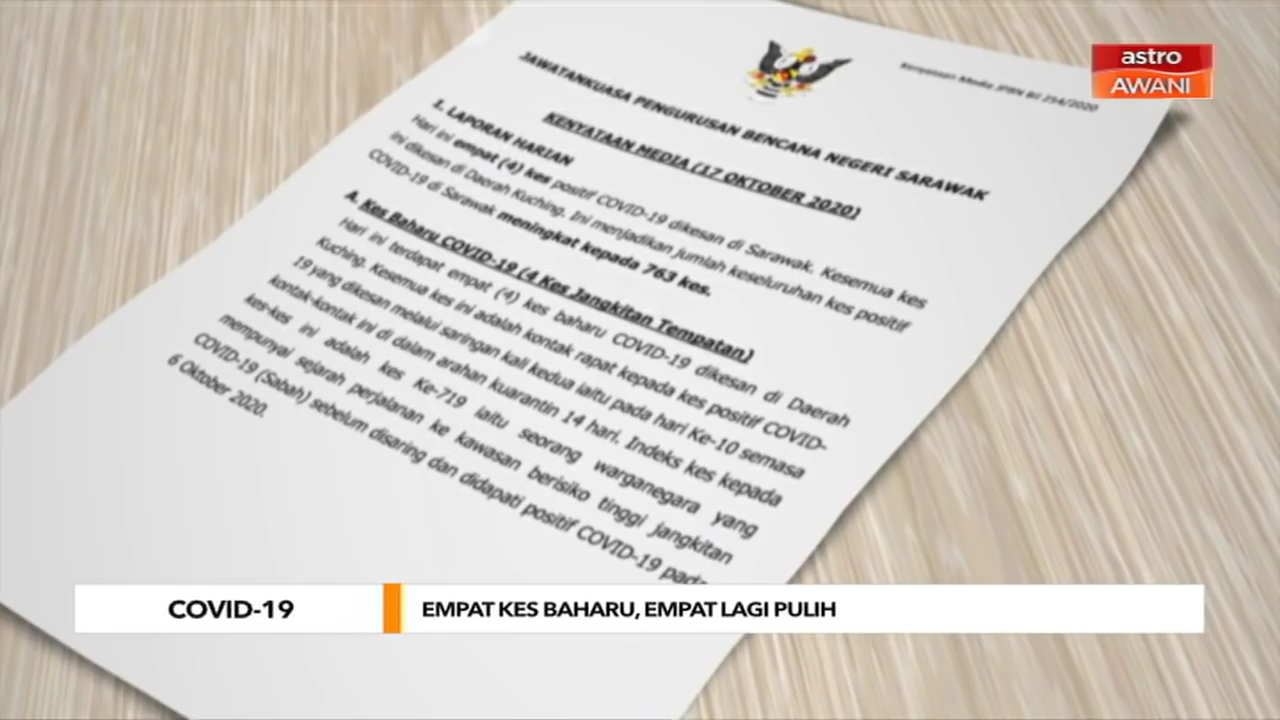 astro
AWANI
Kenyataan Media JPBN Bil 254/2020
JAWATANKUASA PENGURUSAN BENCANA NEGERI SARAWAK
KENYATAAN MEDIA (17 OKTOBER 2020)
1. LAPORAN HARIAN
Hari ini empat (4) kes positif COVID-19 dikesan di Sarawak. Kesemua kes
ini dikesan di Daerah Kuching. Ini menjadikan jumlah keseluruhan kes positif
COVID-19 di Sarawak meningkat kepada 763 kes.
A. Kes Baharu COVID-19 (4 Kes Jangkitan Tempatan)
Hari ini terdapat empat (4) kes baharu COVID-19 dikesan di Daerah
Kuching. Kesemua kes ini adalah kontak rapat kepada kes positif COVID-
19 yang dikesan melalui saringan kali kedua iaitu pada hari Ke-10 semasa
kontak-kontak ini di dalam arahan kuarantin 14 hari. Indeks kes kepada
kes-kes ini adalah kes Ke-719 iaitu seorang warganegara yang
mempunyai sejarah perjalanan ke kawasan berisiko tinggi jangkitan
COVID-19 (Sabah) sebelum disaring dan didapati positif COVID-19 pada
6 Oktober 2020.
COVID-19
EMPAT KES BAHARU, EMPAT LAGI PULIH